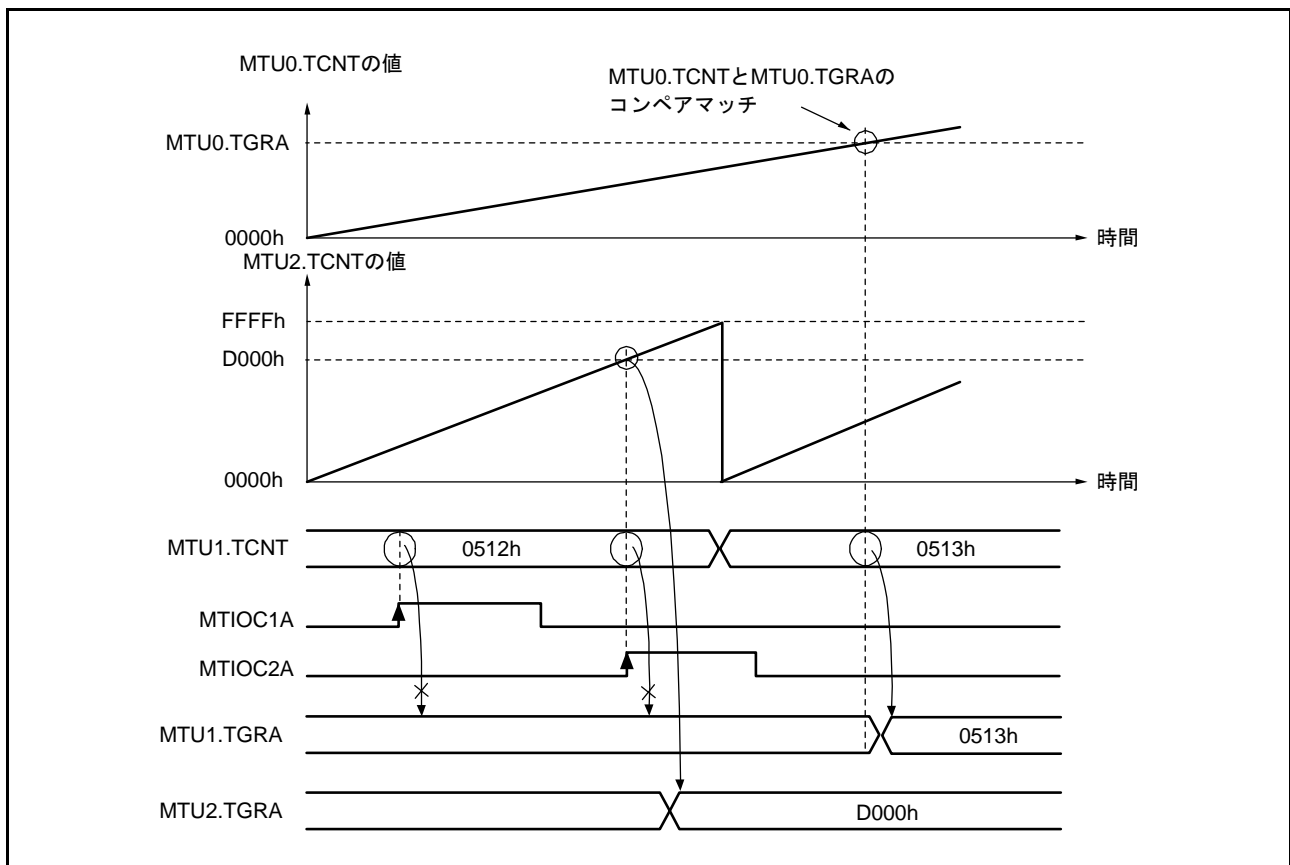 MTU0.TCNTの値
MTU0.TCNTとMTU0.TGRAの
コンペアマッチ
MTU0.TGRA
0000h
時間
MTU2.TCNTの値
FFFFh
D000h
0000h
時間
MTU1.TCNT
0512h
0513h
MTIOC1A
MTIOC2A
MTU1.TGRA
0513h
MTU2.TGRA
D000h